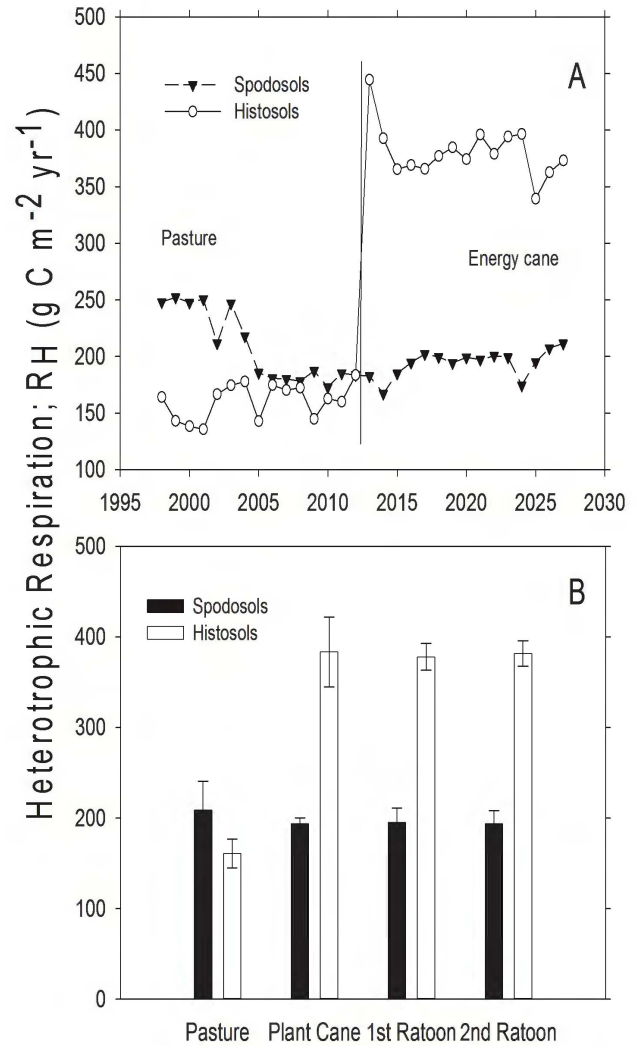 Heterotrophic Respiration; RH (g C m-2 yr-1)
500
450
400
350
300
250
200
150
100
A
Spodosols
Histosols
Pasture
Energy cane
1995 2000 2005 2010 2015 2020 2025 2030
500
400
300
200
100
0
B
Spodosols
Histosols
Pasture Plant Cane 1st Ratoon 2nd Ratoon